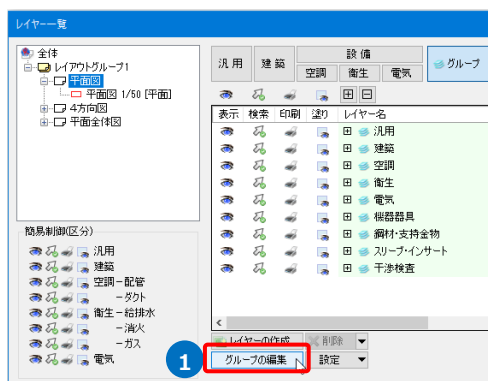 レイヤー一覧
全体
レイアウトグループ1
平面図
平面図 1/50 [平面]
4方向図
平面全体図
簡易制御(区分)
汎用
建築
空調－配管
－ダクト
衛生－給排水
－消火
－ガス
電気
汎用 建築 設備 グループ
空調 衛生 電気
表示 検索 印刷 塗り レイヤー名
汎用
建築
空調
衛生
電気
機器器具
鋼材・支持金物
スリーブ・インサート
干渉検査
レイヤーの作成 削除
1 グループの編集 設定